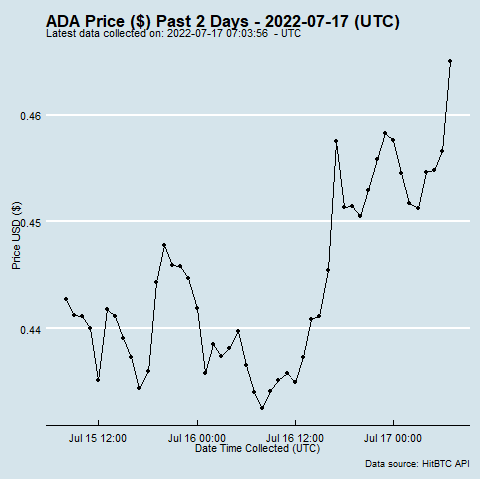 ADA Price ($) Past 2 Days - 2022-07-17 (UTC)
Latest data collected on: 2022-07-17 07:03:56 - UTC
0.46
0.45
0.44
Price USD ($)
Jul 15 12:00 Jul 16 00:00 Jul 16 12:00 Jul 17 00:00
Date Time Collected (UTC)
Data source: HitBTC API